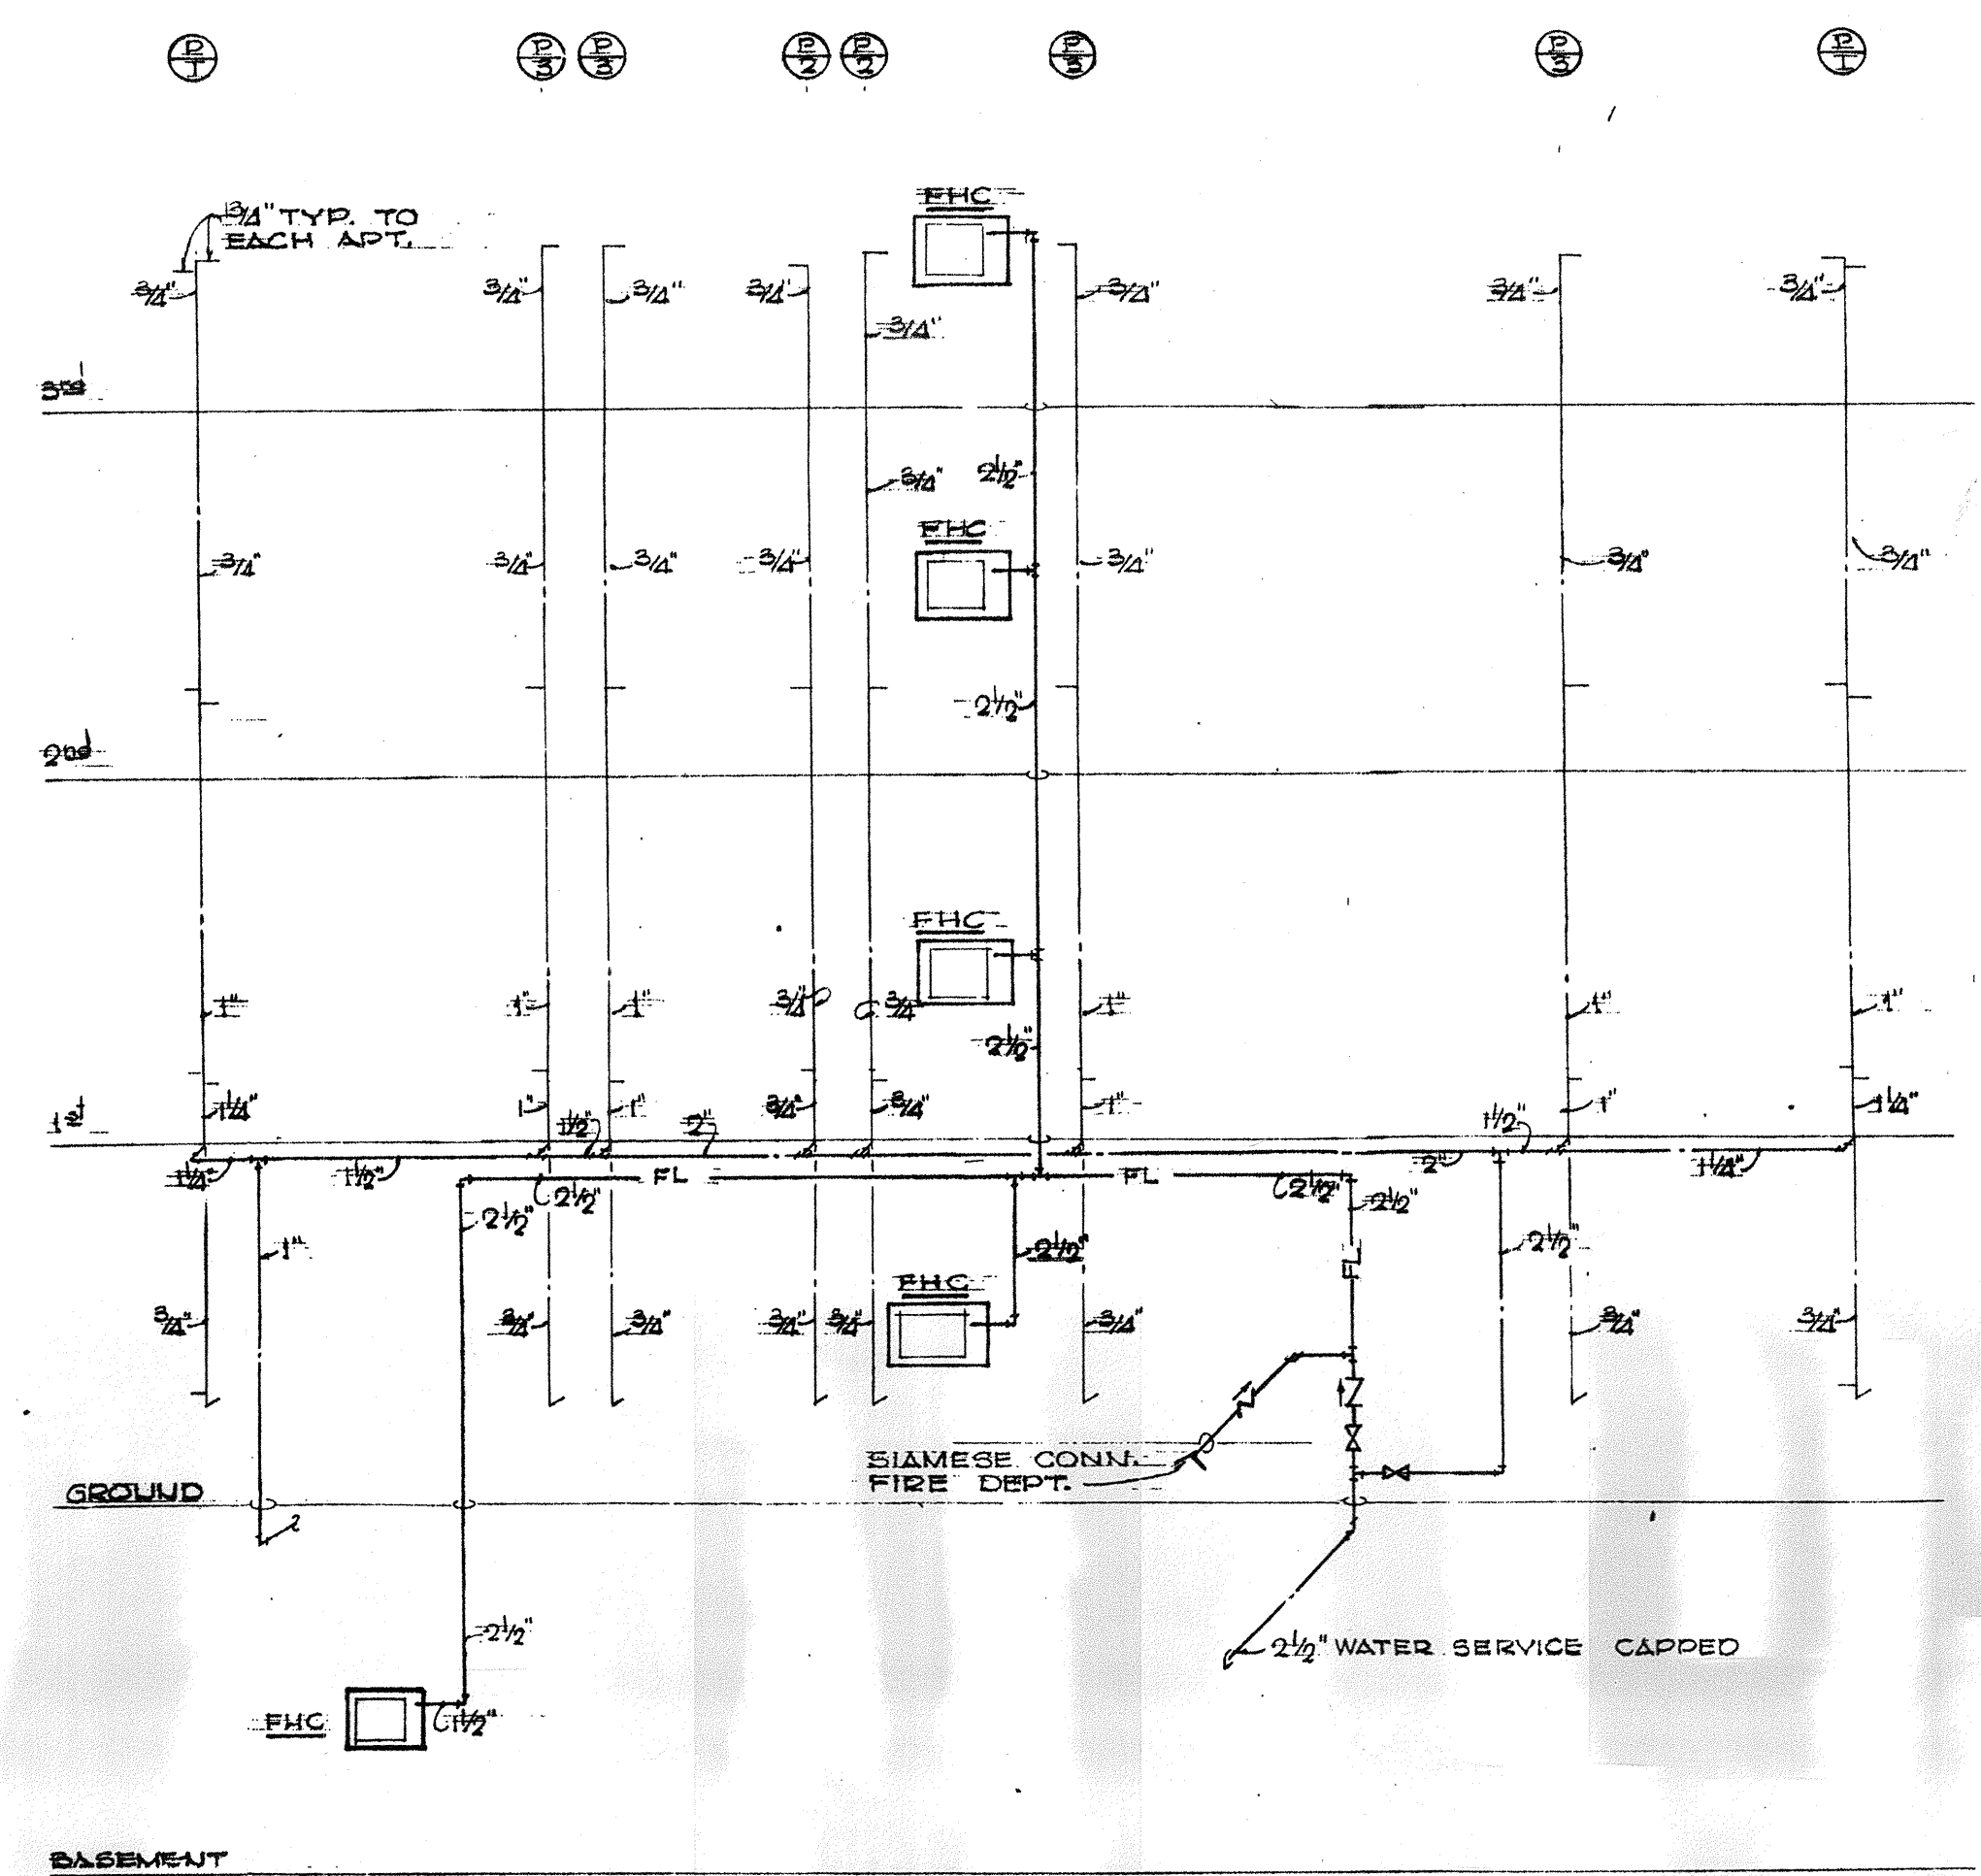 P 1
P 3
P 3
P 2
P 2
P 3
P 3
P 1
FHC
3/4" TYP. TO
EACH APT.
3/4"
3/4"
3/4"
3/4"
3/4"
3/4"
3/4"
3/4"
3rd
3/4"
2 1/2"
FHC
3/4"
3/4"
3/4"
3/4"
3/4"
3/4"
3/4"
2 1/2"
2nd
FHC
1"
1"
1"
3/4"
3/4
1"
1"
1"
2 1/2"
1 1/4"
1"
1"
3/4"
3/4"
1"
1"
1 1/4"
1st
1 1/2"
2"
1 1/2"
1 1/4"
1 1/2"
2"
1 1/4"
FL
FL
2 1/2"
2 1/2"
2 1/2"
2 1/2"
1"
2 1/2"
FL
2 1/2"
FHC
3/4"
3/4"
3/4"
3/4"
3/4"
3/4"
3/4"
3/4"
SIAMESE CONN.
FIRE DEPT.
GROUND
2 1/2"
2 1/2" WATER SERVICE CAPPED
FHC
1 1/2"
BASEMENT